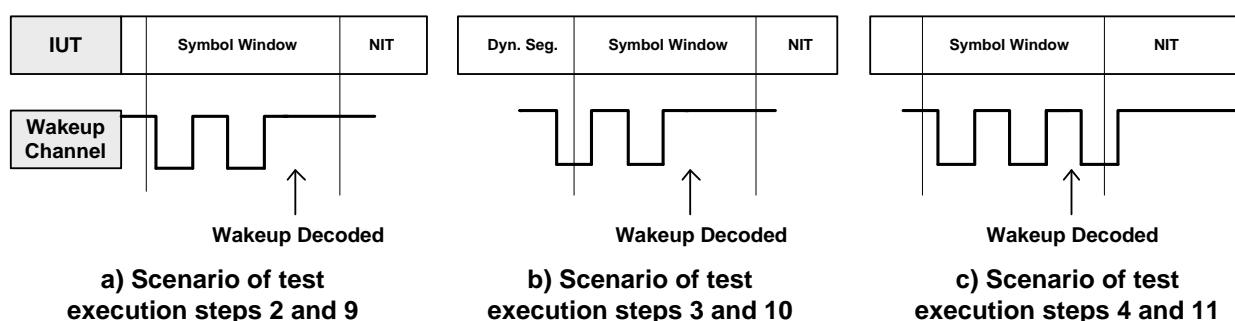 IUT Symbol Window NIT
Dyn. Seg. Symbol Window NIT
Symbol Window NIT
Wakeup
Channel
Wakeup Decoded
Wakeup Decoded
Wakeup Decoded
a) Scenario of test
execution steps 2 and 9
b) Scenario of test
execution steps 3 and 10
c) Scenario of test
execution steps 4 and 11